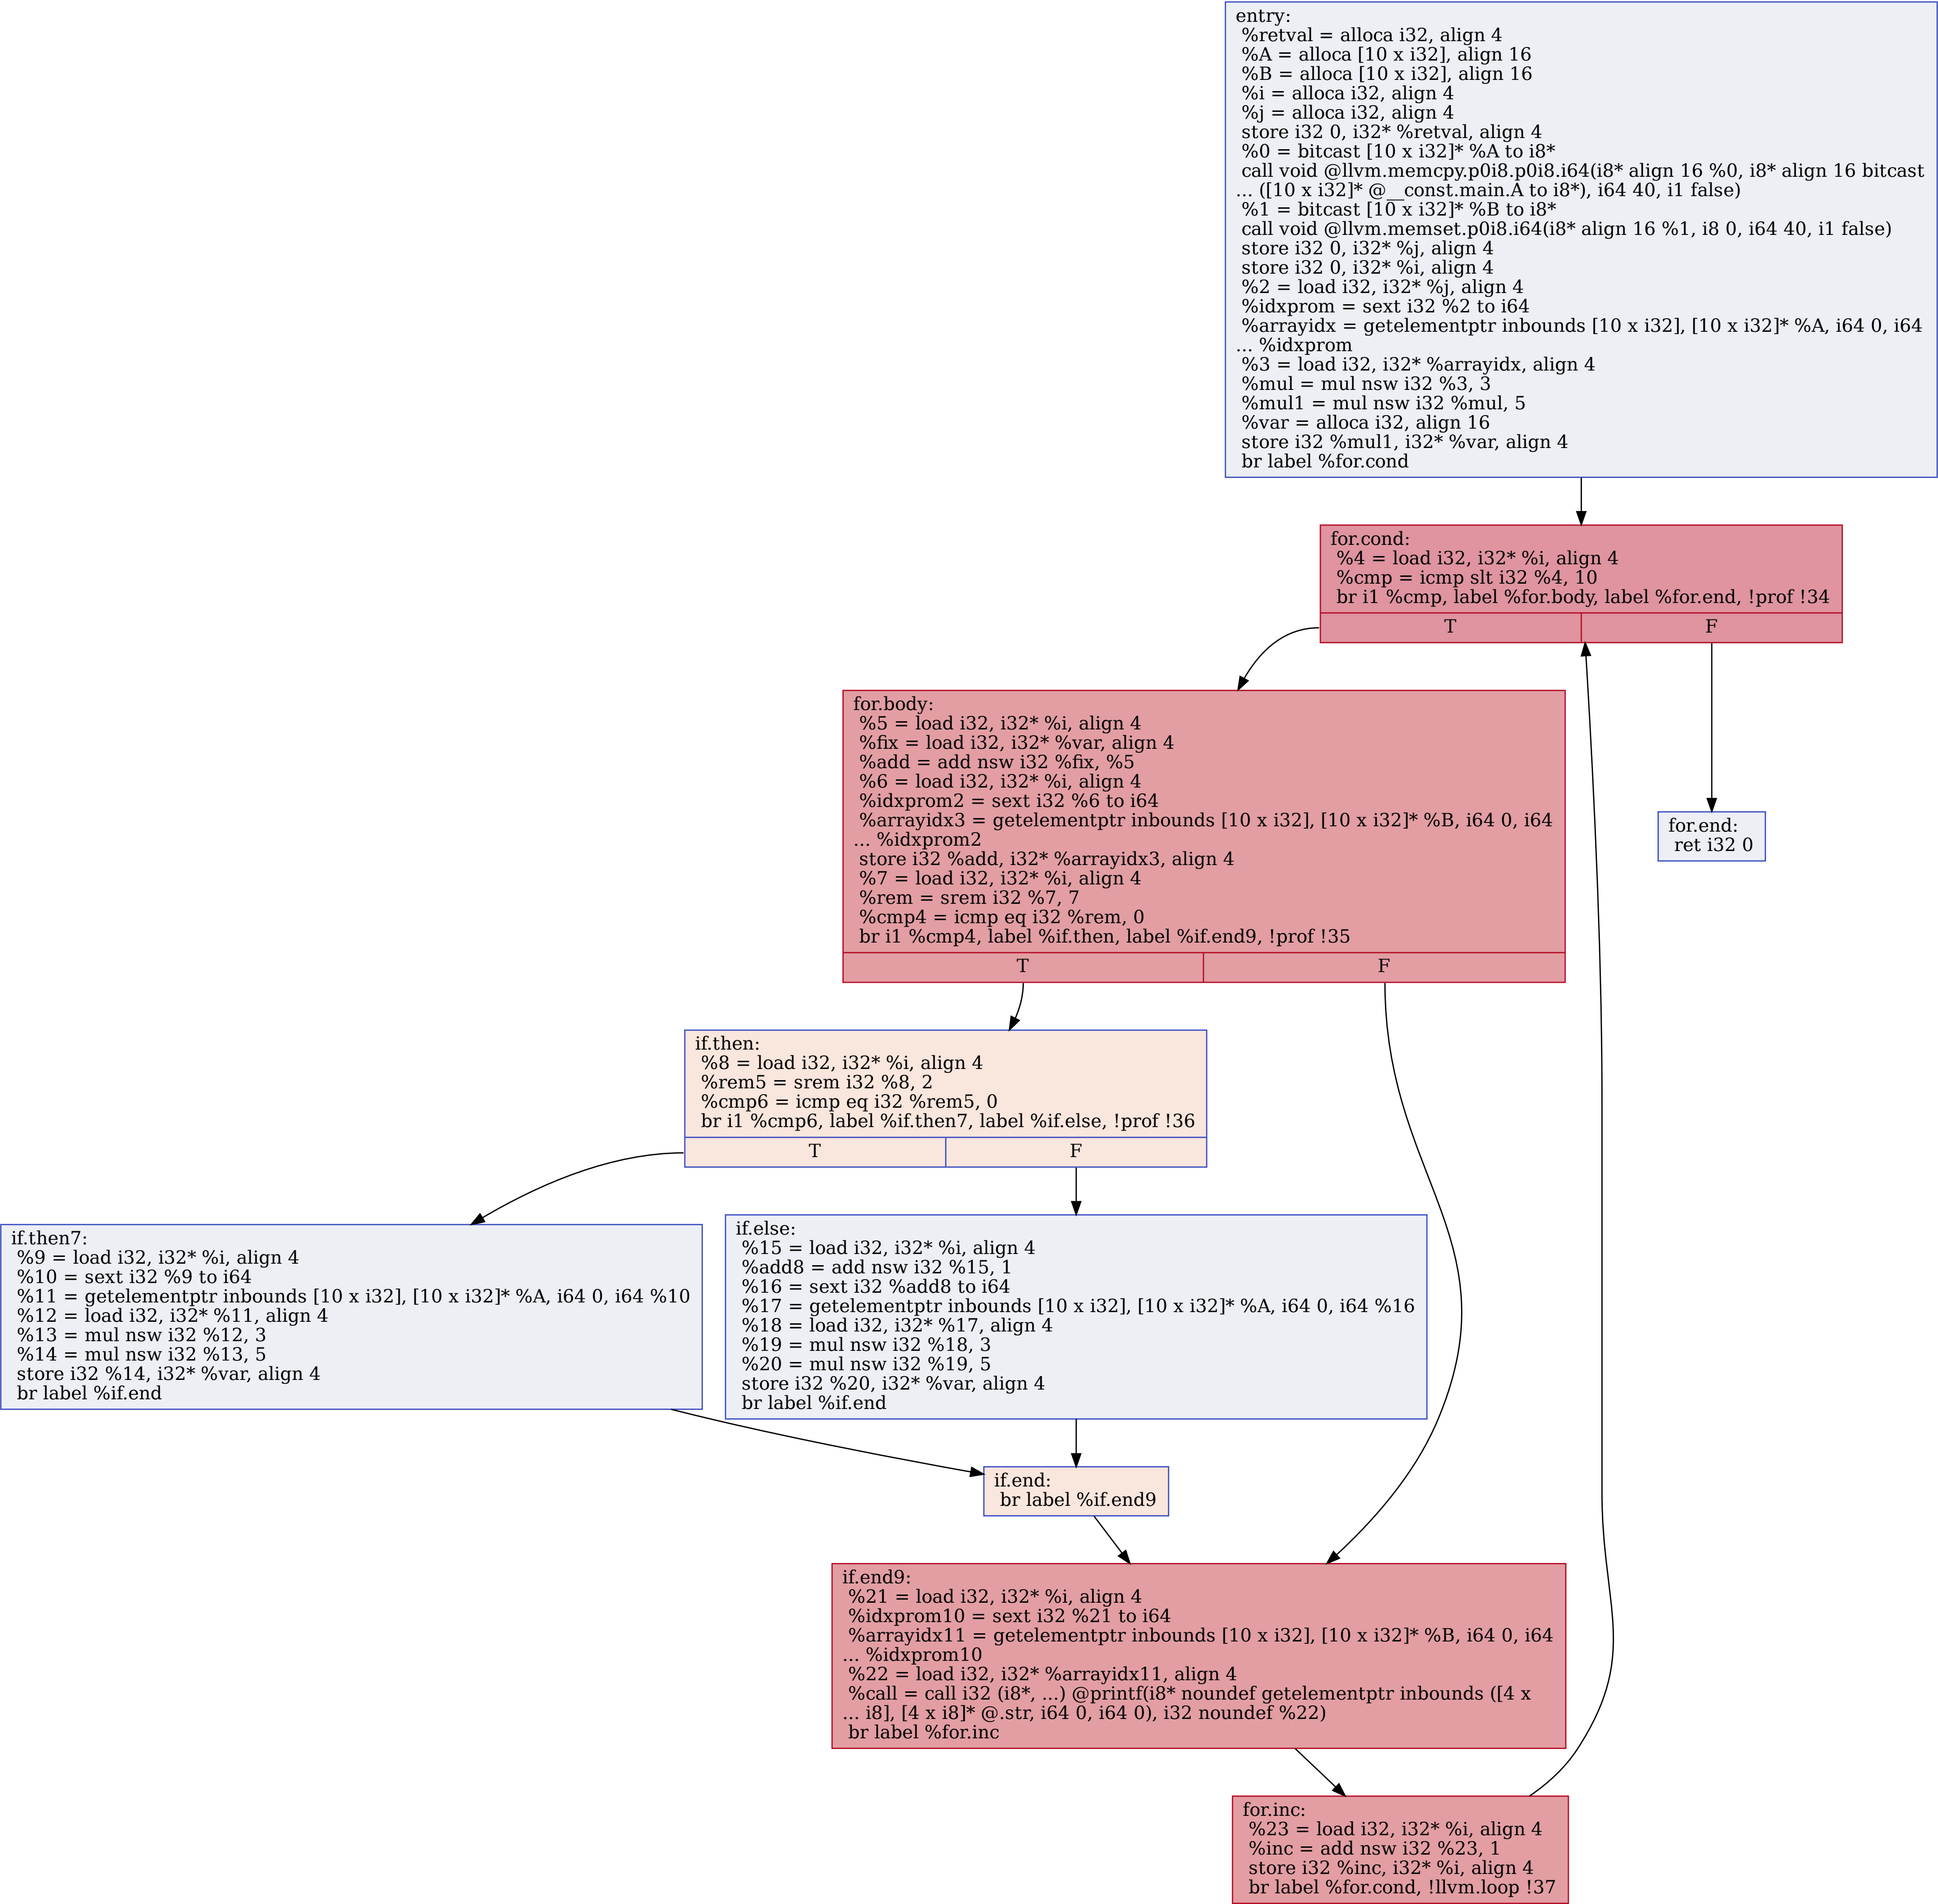 entry:
%retval = alloca i32, align 4
%A = alloca [10 x i32], align 16
%B = alloca [10 x i32], align 16
%i = alloca i32, align 4
%j = alloca i32, align 4
store i32 0, i32* %retval, align 4
%0 = bitcast [10 x i32]* %A to i8*
call void @llvm.memcpy.p0i8.p0i8.i64(i8* align 16 %0, i8* align 16 bitcast
... ([10 x i32]* @__const.main.A to i8*), i64 40, i1 false)
%1 = bitcast [10 x i32]* %B to i8*
call void @llvm.memset.p0i8.i64(i8* align 16 %1, i8 0, i64 40, i1 false)
store i32 0, i32* %j, align 4
store i32 0, i32* %i, align 4
%2 = load i32, i32* %j, align 4
%idxprom = sext i32 %2 to i64
%arrayidx = getelementptr inbounds [10 x i32], [10 x i32]* %A, i64 0, i64
... %idxprom
%3 = load i32, i32* %arrayidx, align 4
%mul = mul nsw i32 %3, 3
%mul1 = mul nsw i32 %mul, 5
%var = alloca i32, align 16
store i32 %mul1, i32* %var, align 4
br label %for.cond
for.cond:
%4 = load i32, i32* %i, align 4
%cmp = icmp slt i32 %4, 10
br i1 %cmp, label %for.body, label %for.end, !prof !34
T F
for.body:
%5 = load i32, i32* %i, align 4
%fix = load i32, i32* %var, align 4
%add = add nsw i32 %fix, %5
%6 = load i32, i32* %i, align 4
%idxprom2 = sext i32 %6 to i64
%arrayidx3 = getelementptr inbounds [10 x i32], [10 x i32]* %B, i64 0, i64
... %idxprom2
store i32 %add, i32* %arrayidx3, align 4
%7 = load i32, i32* %i, align 4
%rem = srem i32 %7, 7
%cmp4 = icmp eq i32 %rem, 0
br i1 %cmp4, label %if.then, label %if.end9, !prof !35
T F
for.end:
ret i32 0
if.then:
%8 = load i32, i32* %i, align 4
%rem5 = srem i32 %8, 2
%cmp6 = icmp eq i32 %rem5, 0
br i1 %cmp6, label %if.then7, label %if.else, !prof !36
T F
if.then7:
%9 = load i32, i32* %i, align 4
%10 = sext i32 %9 to i64
%11 = getelementptr inbounds [10 x i32], [10 x i32]* %A, i64 0, i64 %10
%12 = load i32, i32* %11, align 4
%13 = mul nsw i32 %12, 3
%14 = mul nsw i32 %13, 5
store i32 %14, i32* %var, align 4
br label %if.end
if.else:
%15 = load i32, i32* %i, align 4
%add8 = add nsw i32 %15, 1
%16 = sext i32 %add8 to i64
%17 = getelementptr inbounds [10 x i32], [10 x i32]* %A, i64 0, i64 %16
%18 = load i32, i32* %17, align 4
%19 = mul nsw i32 %18, 3
%20 = mul nsw i32 %19, 5
store i32 %20, i32* %var, align 4
br label %if.end
if.end:
br label %if.end9
if.end9:
%21 = load i32, i32* %i, align 4
%idxprom10 = sext i32 %21 to i64
%arrayidx11 = getelementptr inbounds [10 x i32], [10 x i32]* %B, i64 0, i64
... %idxprom10
%22 = load i32, i32* %arrayidx11, align 4
%call = call i32 (i8*, ...) @printf(i8* noundef getelementptr inbounds ([4 x
... i8], [4 x i8]* @.str, i64 0, i64 0), i32 noundef %22)
br label %for.inc
for.inc:
%23 = load i32, i32* %i, align 4
%inc = add nsw i32 %23, 1
store i32 %inc, i32* %i, align 4
br label %for.cond, !llvm.loop !37